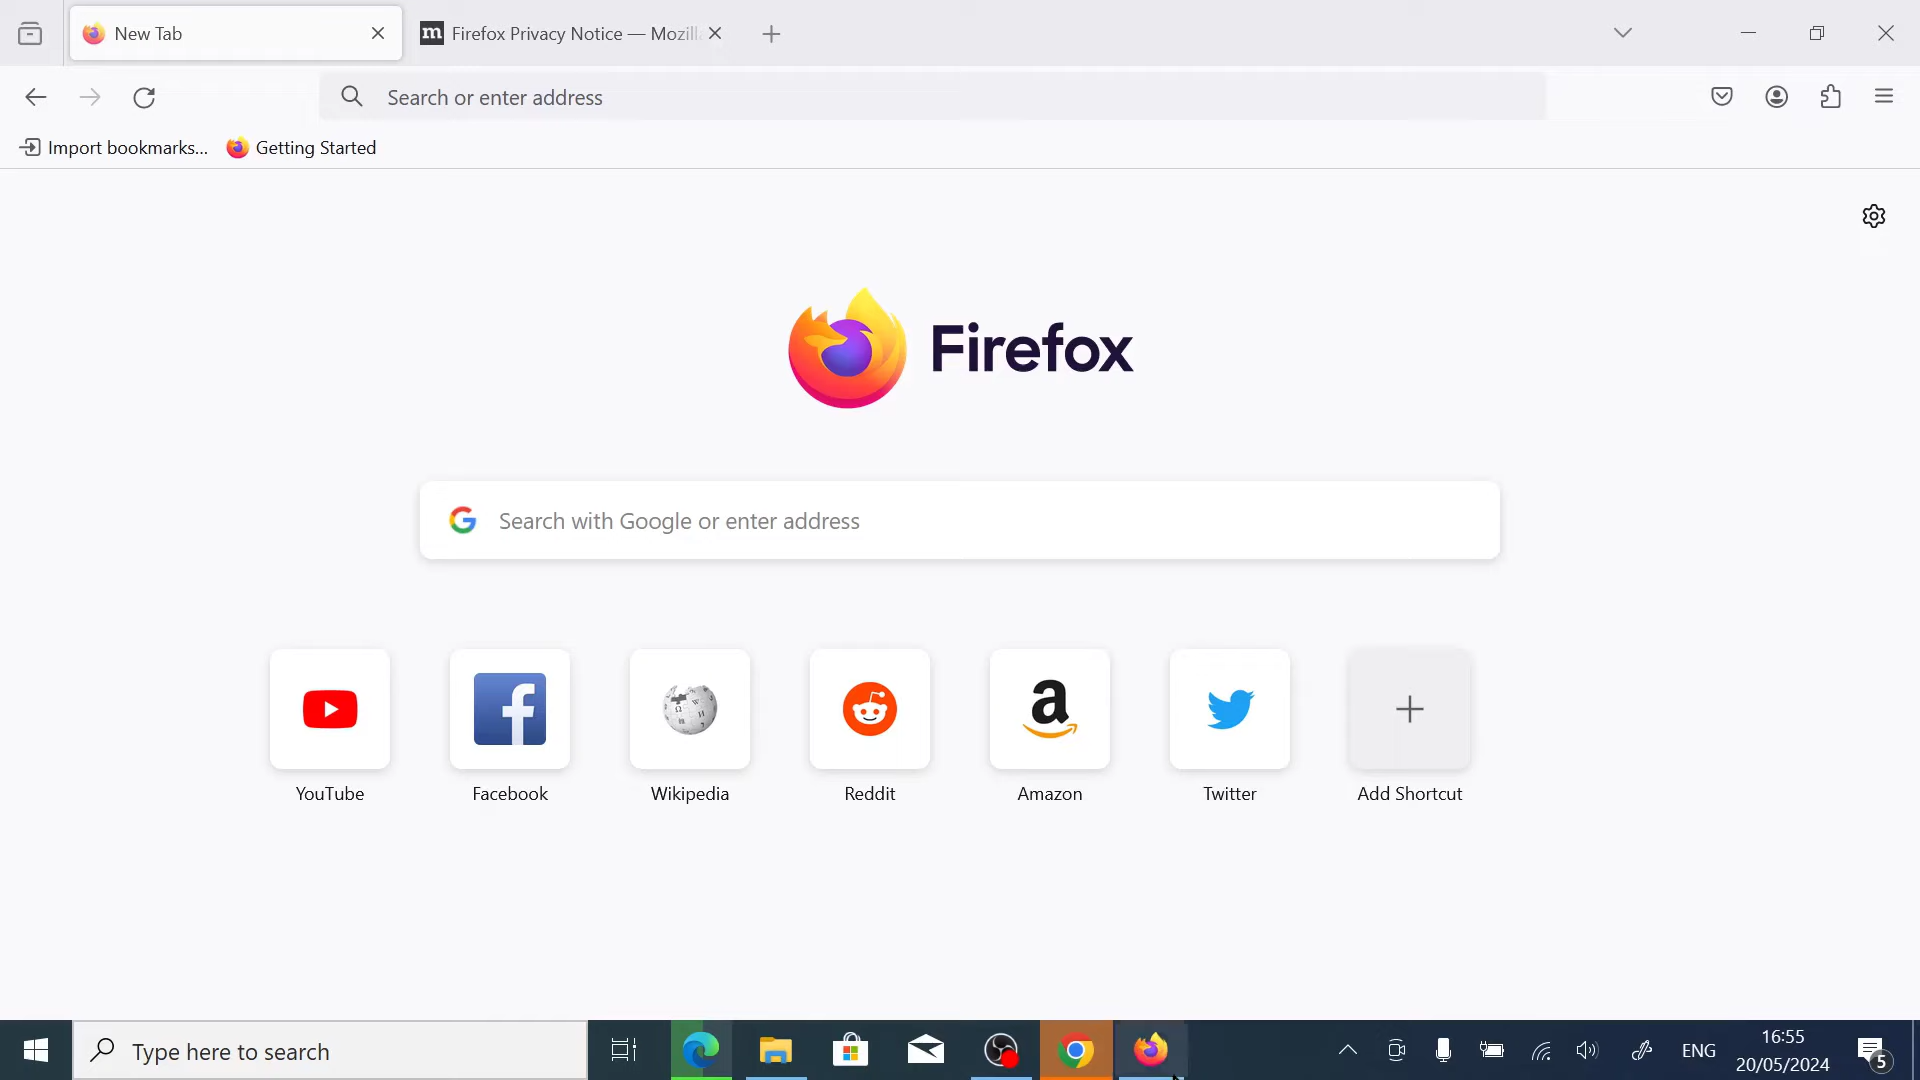 New Tab
m Firefox Privacy Notice — Mozill
Search or enter address
Import bookmarks...
Getting Started
Firefox
Search with Google or enter address
YouTube
Facebook
Wikipedia
Reddit
Amazon
Twitter
Add Shortcut
Type here to search
ENG
16:55
20/05/2024
5